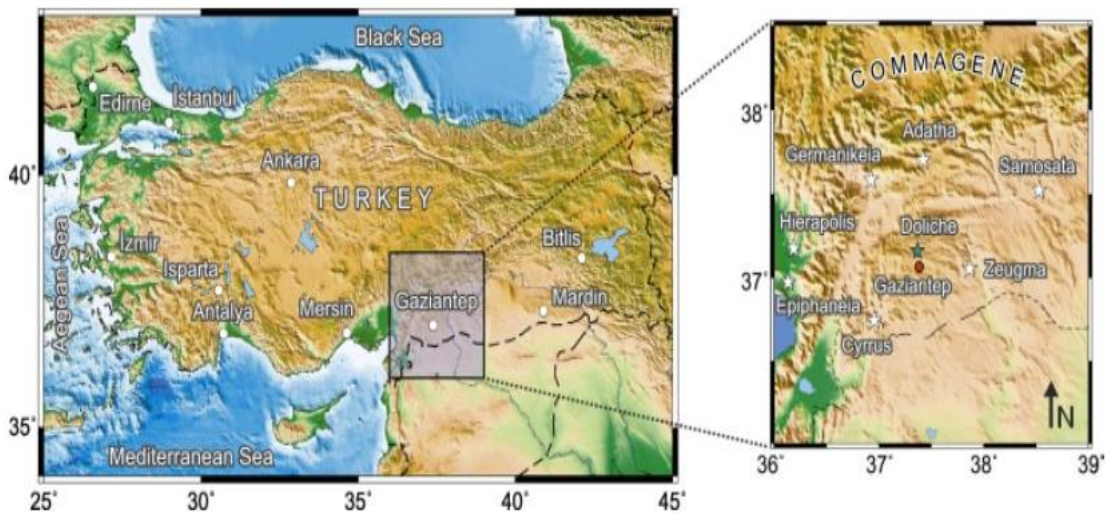 Black Sea
Edirne
Istanbul
Ankara
TURKEY
Aegean Sea
Izmir
Isparta
Antalya
Mersin
Gaziantep
Bitlis
Mardin
Mediterranean Sea
40°
35°
25°
30°
35°
40°
45°
COMMAGENE
Adatha
Germanikeia
Samosata
Hierapolis
Doliche
Zeugma
Gaziantep
Epiphaneia
Cyrrus
N
38°
37°
36°
37°
38°
39°